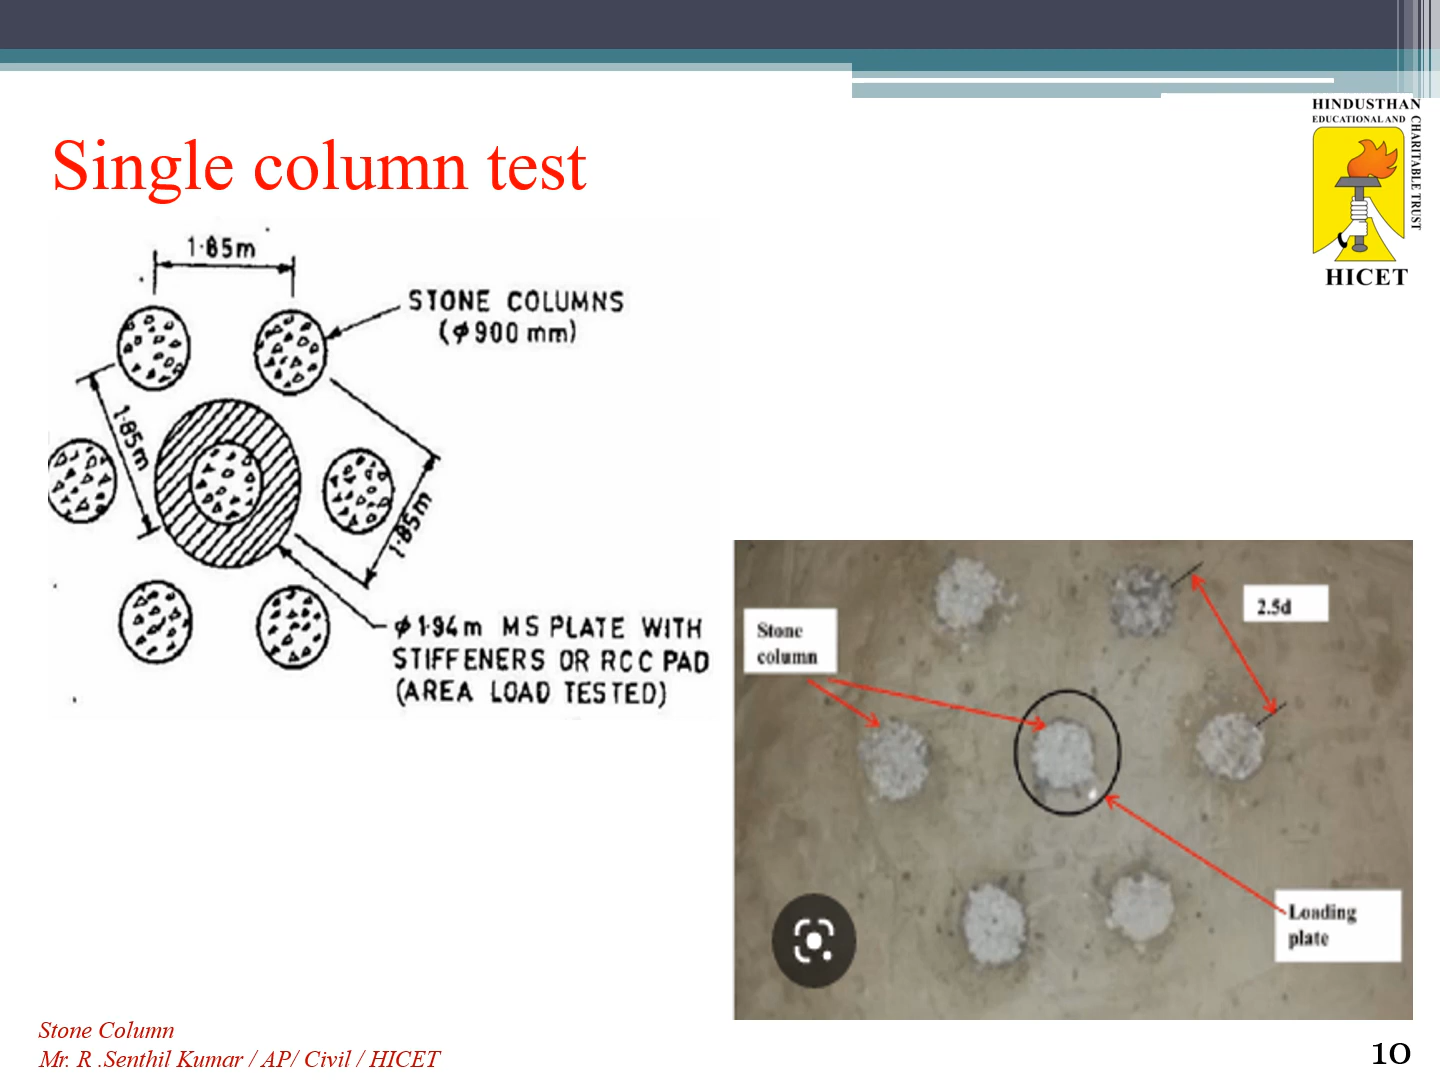 HINDUSTHAN
EDUCATIONAL AND
CHARITABLE TRUST
HICET
Single column test
1.85m
STONE COLUMNS
(φ900 mm)
1.85m
1.85m
φ1.94m MS PLATE WITH
STIFFENERS OR RCC PAD
(AREA LOAD TESTED)
2.5d
Stone
column
Loading
plate
Stone Column
Mr. R .Senthil Kumar / AP/ Civil / HICET
10